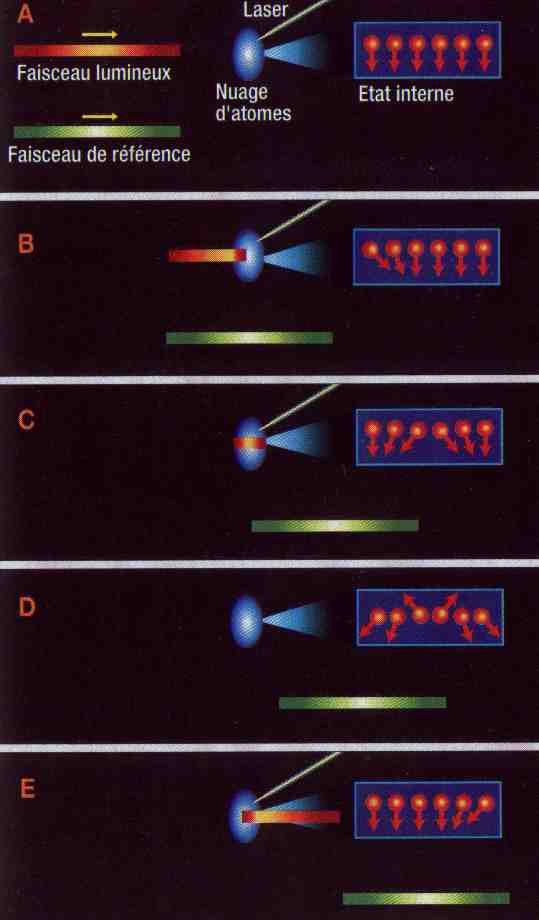 A
Laser
Faisceau lumineux
Nuage
d'atomes
Etat interne
Faisceau de référence
B
C
D
E